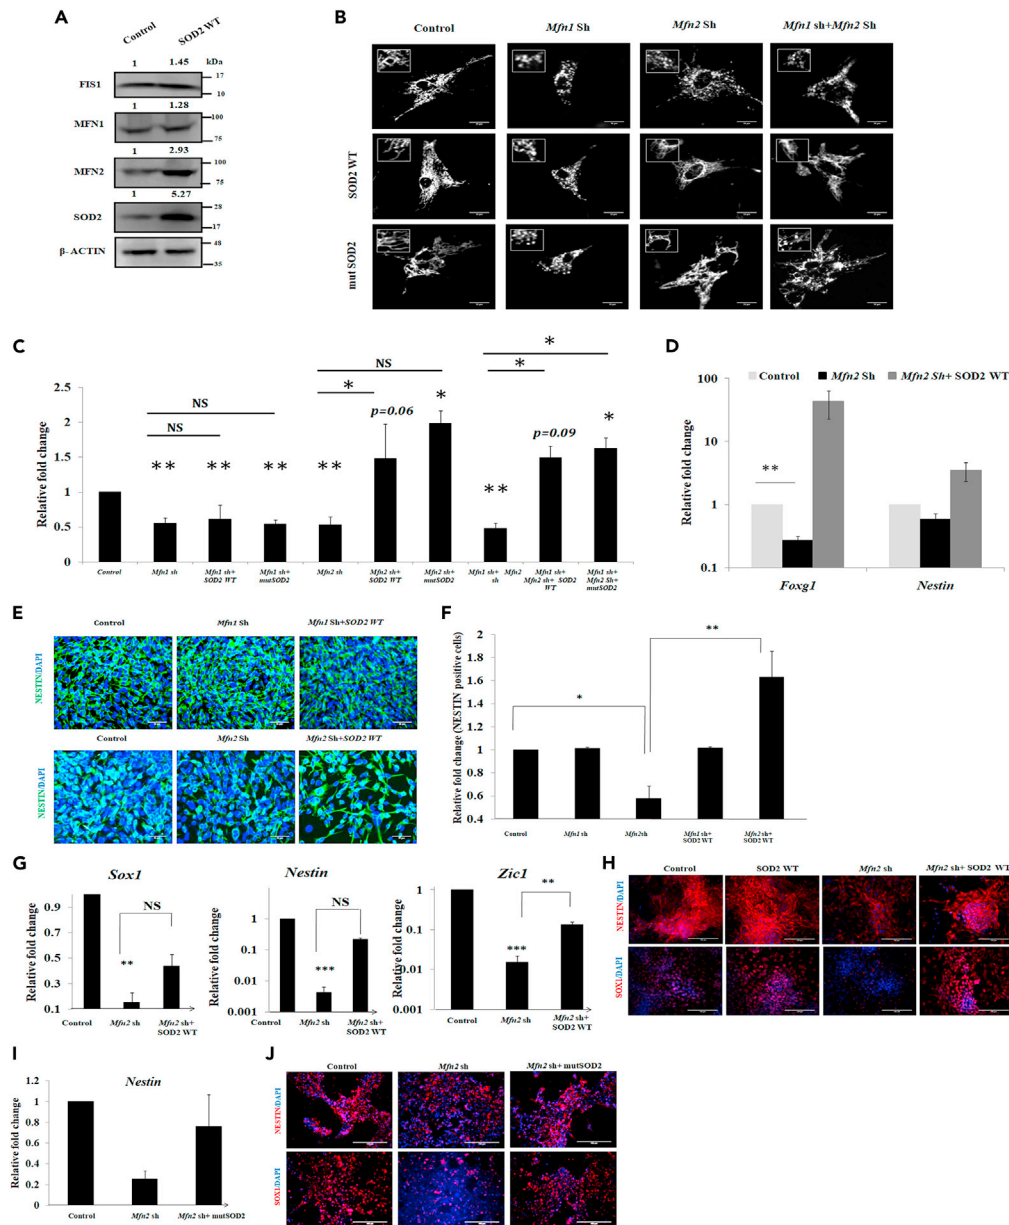 A
Control
SOD2 WT
1 1.45 kDa
FIS1
17
10
1 1.28
MFN1
100
75
1 2.93
MFN2
100
75
1 5.27
SOD2
28
17
β- ACTIN
48
35
B
Control
Mfn1 Sh
Mfn2 Sh
Mfn1 sh+Mfn2 Sh
SOD2 WT
mut SOD2
C
Relative fold change
2.5
2
1.5
1
0.5
0
NS
NS
NS
*
*
*
** ** ** **
p=0.06
*
**
p=0.09
*
Control
Mfn1 sh
Mfn1 sh+
SOD2 WT
Mfn1 sh+
mutSOD2
Mfn2 sh
Mfn2 sh+
SOD2 WT
Mfn2 sh+
mutSOD2
Mfn1 sh+ Mfn2
sh
Mfn1 sh+
Mfn2 sh+ SOD2
WT
Mfn1 sh+
Mfn2 Sh+
mutSOD2
D
Control
Mfn2 Sh
Mfn2 Sh+ SOD2 WT
Relative fold change
100
10
1
0.1
**
Foxg1
Nestin
E
Control
Mfn1 Sh
Mfn1 Sh+SOD2 WT
NESTIN/DAPI
Control
Mfn2 Sh
Mfn2 Sh+SOD2 WT
NESTIN/DAPI
F
Relative fold change (NESTIN positive cells)
2
1.8
1.6
1.4
1.2
1
0.8
0.6
0.4
*
**
Control
Mfn1 sh
Mfn2sh
Mfn1 sh+
SOD2 WT
Mfn2 sh+
SOD2 WT
G
Sox1
Relative fold change
0.9
0.7
0.5
0.3
0.1
NS
**
Control
Mfn2 sh
Mfn2 sh+
SOD2 WT
Nestin
Relative fold change
1
0.1
0.01
0.001
NS
***
Control
Mfn2 sh
Mfn2 sh+
SOD2 WT
Zic1
Relative fold change
1
0.1
0.01
0.001
**
***
Control
Mfn2 sh
Mfn2 sh+
SOD2 WT
H
Control
SOD2 WT
Mfn2 sh
Mfn2 sh+ SOD2 WT
NESTIN/DAPI
SOX1/DAPI
I
Nestin
Relative fold change
1.2
1
0.8
0.6
0.4
0.2
0
Control
Mfn2 sh
Mfn2 sh+ mutSOD2
J
Control
Mfn2 sh
Mfn2 sh+ mutSOD2
NESTIN/DAPI
SOX1/DAPI